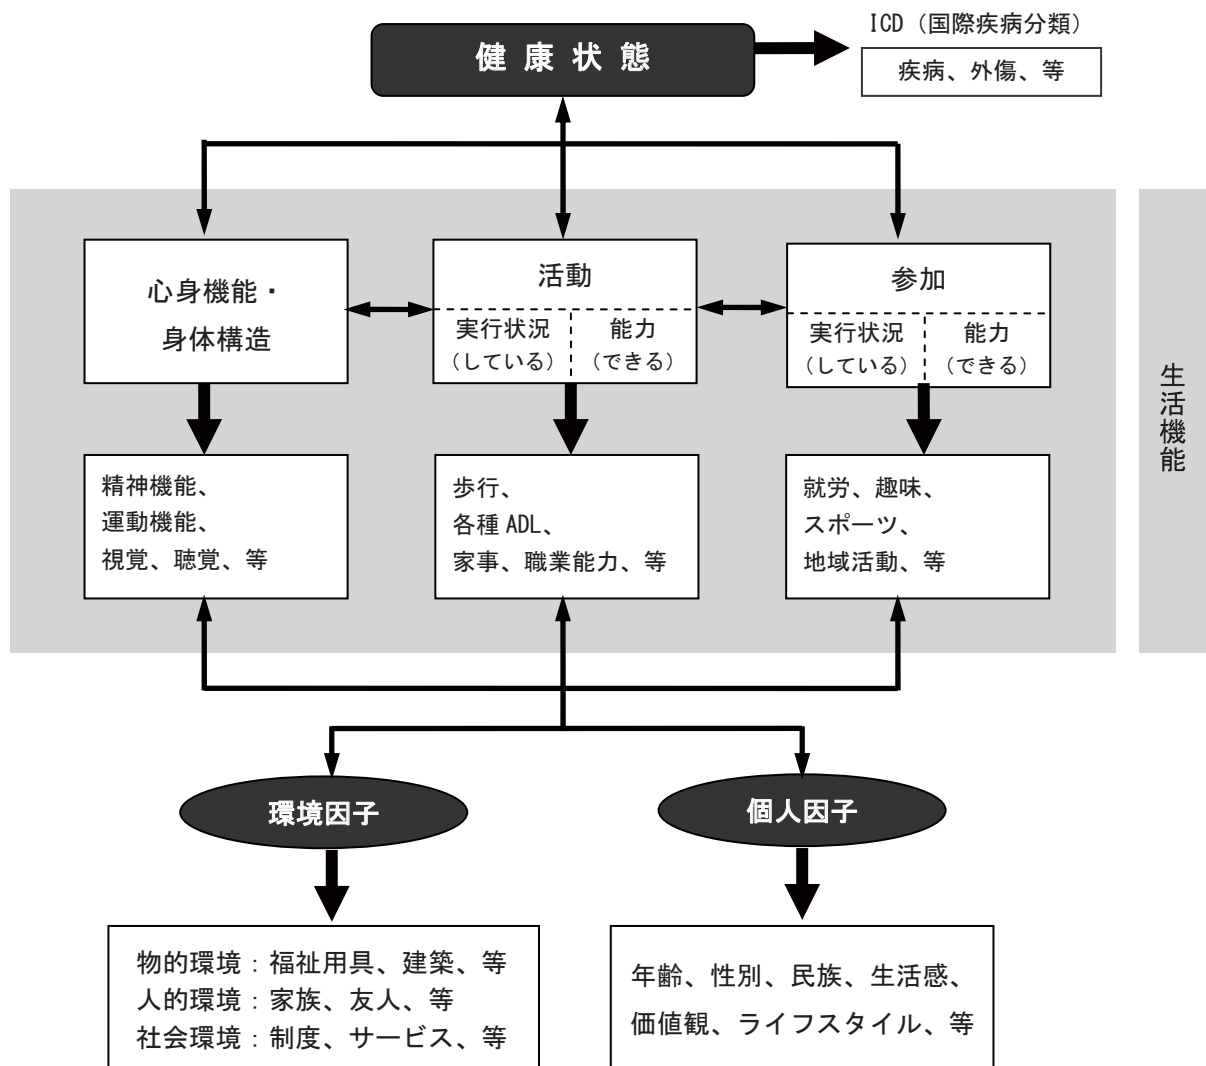 ICD（国際疾病分類）
健康状態
疾病、外傷、等
心身機能・
身体構造
活動
実行状況
（している）
能力
（できる）
参加
実行状況
（している）
能力
（できる）
生活機能
精神機能、
運動機能、
視覚、聴覚、等
歩行、
各種 ADL、
家事、職業能力、等
就労、趣味、
スポーツ、
地域活動、等
環境因子
個人因子
物的環境：福祉用具、建築、等
人的環境：家族、友人、等
社会環境：制度、サービス、等
年齢、性別、民族、生活感、
価値観、ライフスタイル、等